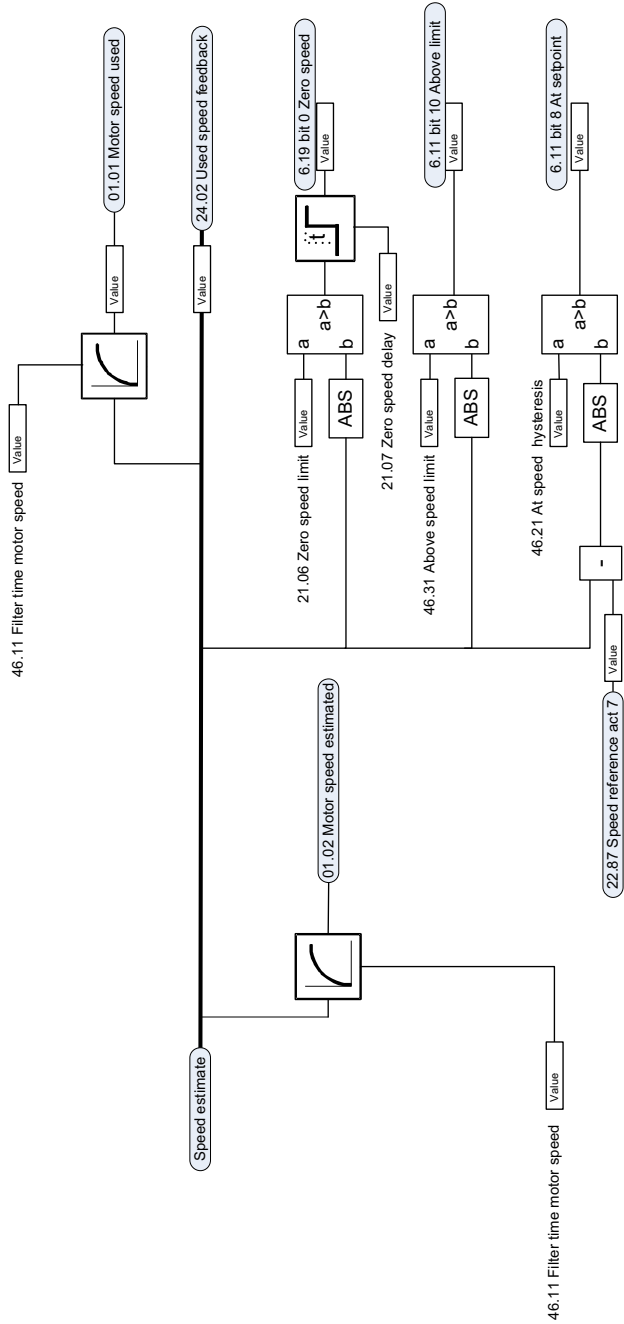 46.11 Filter time motor speed
Value
Value
01.01 Motor speed used
Speed estimate
Value
24.02 Used speed feedback
46.11 Filter time motor speed
Value
01.02 Motor speed estimated
21.06 Zero speed limit
Value
ABS
a
a>b
b
t
Value
6.19 bit 0 Zero speed
21.07 Zero speed delay
Value
46.31 Above speed limit
Value
ABS
a
a>b
b
Value
6.11 bit 10 Above limit
46.21 At speed hysteresis
Value
ABS
a
a>b
b
Value
6.11 bit 8 At setpoint
22.87 Speed reference act 7
Value
-